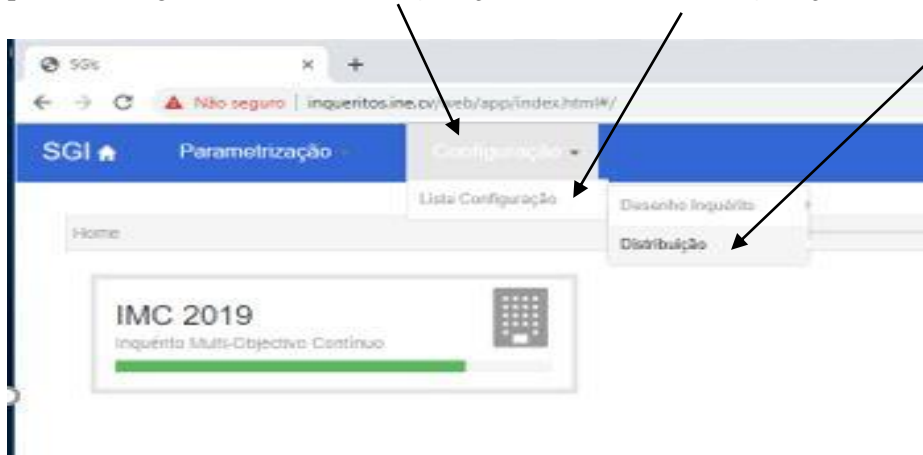 SGIs × +
Não seguro | inqueritos.ine.cv/web/app/index.html#/
SGI Parametrização Configuração
Lista Configuração
Desenho Inquérito
Distribuição
Home
IMC 2019
Inquérito Multi-Objectivo Contínuo